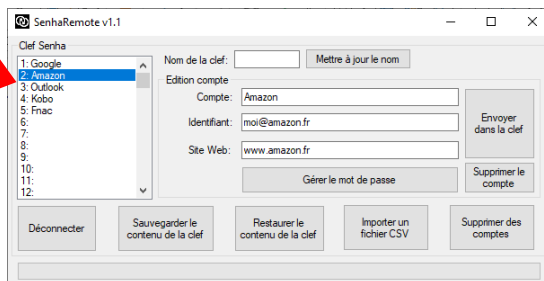 SenhaRemote v1.1
Clef Senha
1: Google
2: Amazon
3: Outlook
4: Kobo
5: Fnac
6:
7:
8:
9:
10:
11:
12:
Nom de la clef:
Mettre à jour le nom
Edition compte
Compte: Amazon
Identifiant: moi@amazon.fr
Site Web: www.amazon.fr
Gérer le mot de passe
Envoyer
dans la clef
Supprimer le
compte
Déconnecter
Sauvegarder le
contenu de la clef
Restaurer le
contenu de la clef
Importer un
fichier CSV
Supprimer des
comptes